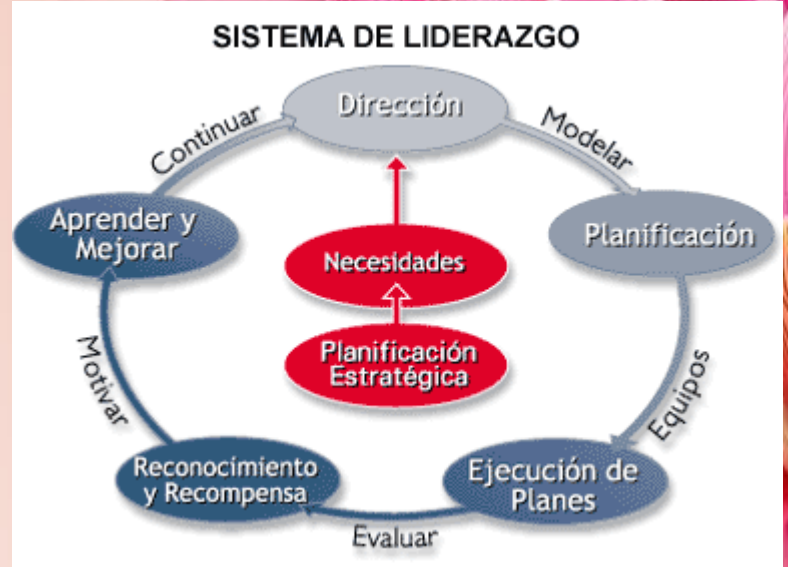 SISTEMA DE LIDERAZGO
Dirección
Continuar
Modelar
Aprender y
Mejorar
Planificación
Necesidades
Planificación
Estratégica
Motivar
Equipos
Reconocimiento
y Recompensa
Ejecución de
Planes
Evaluar